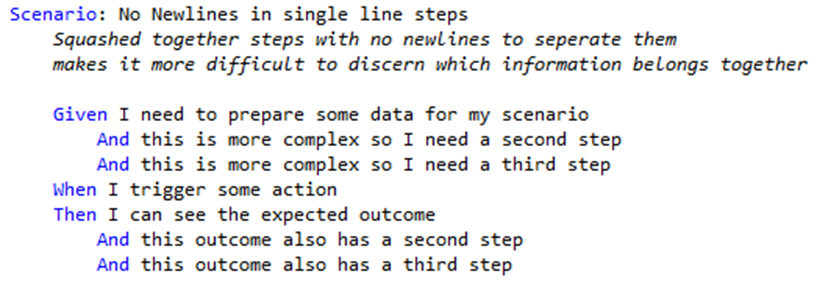 Scenario: No Newlines in single line steps
Squashed together steps with no newlines to seperate them
makes it more difficult to discern which information belongs together
Given I need to prepare some data for my scenario
And this is more complex so I need a second step
And this is more complex so I need a third step
When I trigger some action
Then I can see the expected outcome
And this outcome also has a second step
And this outcome also has a third step